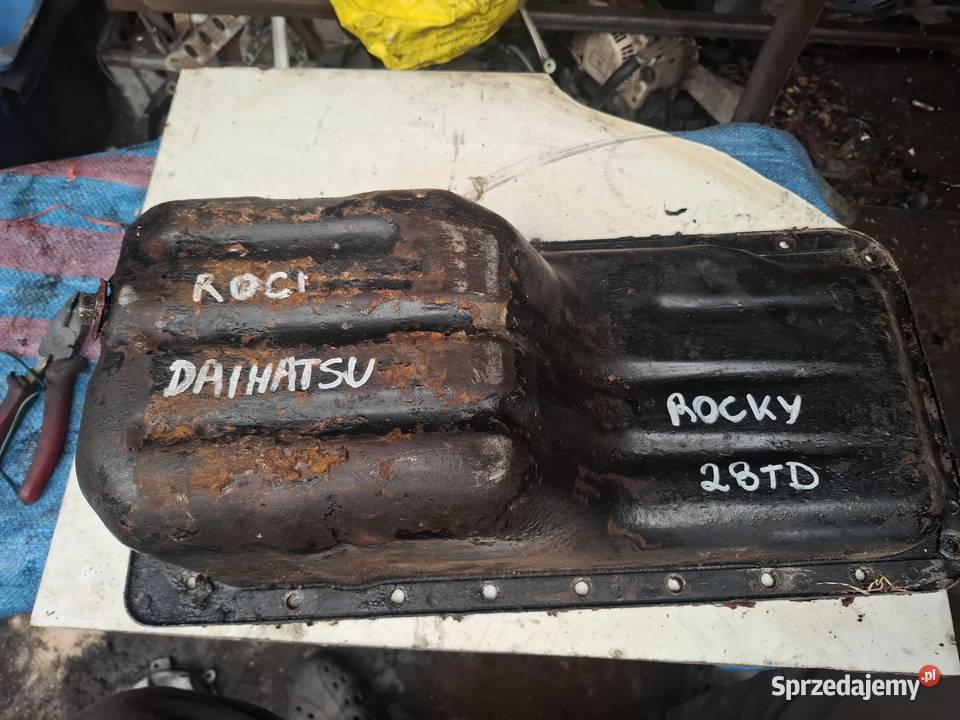 ROCI
DAIHATSU
ROCKY
28TD
Sprzedajemy.pl